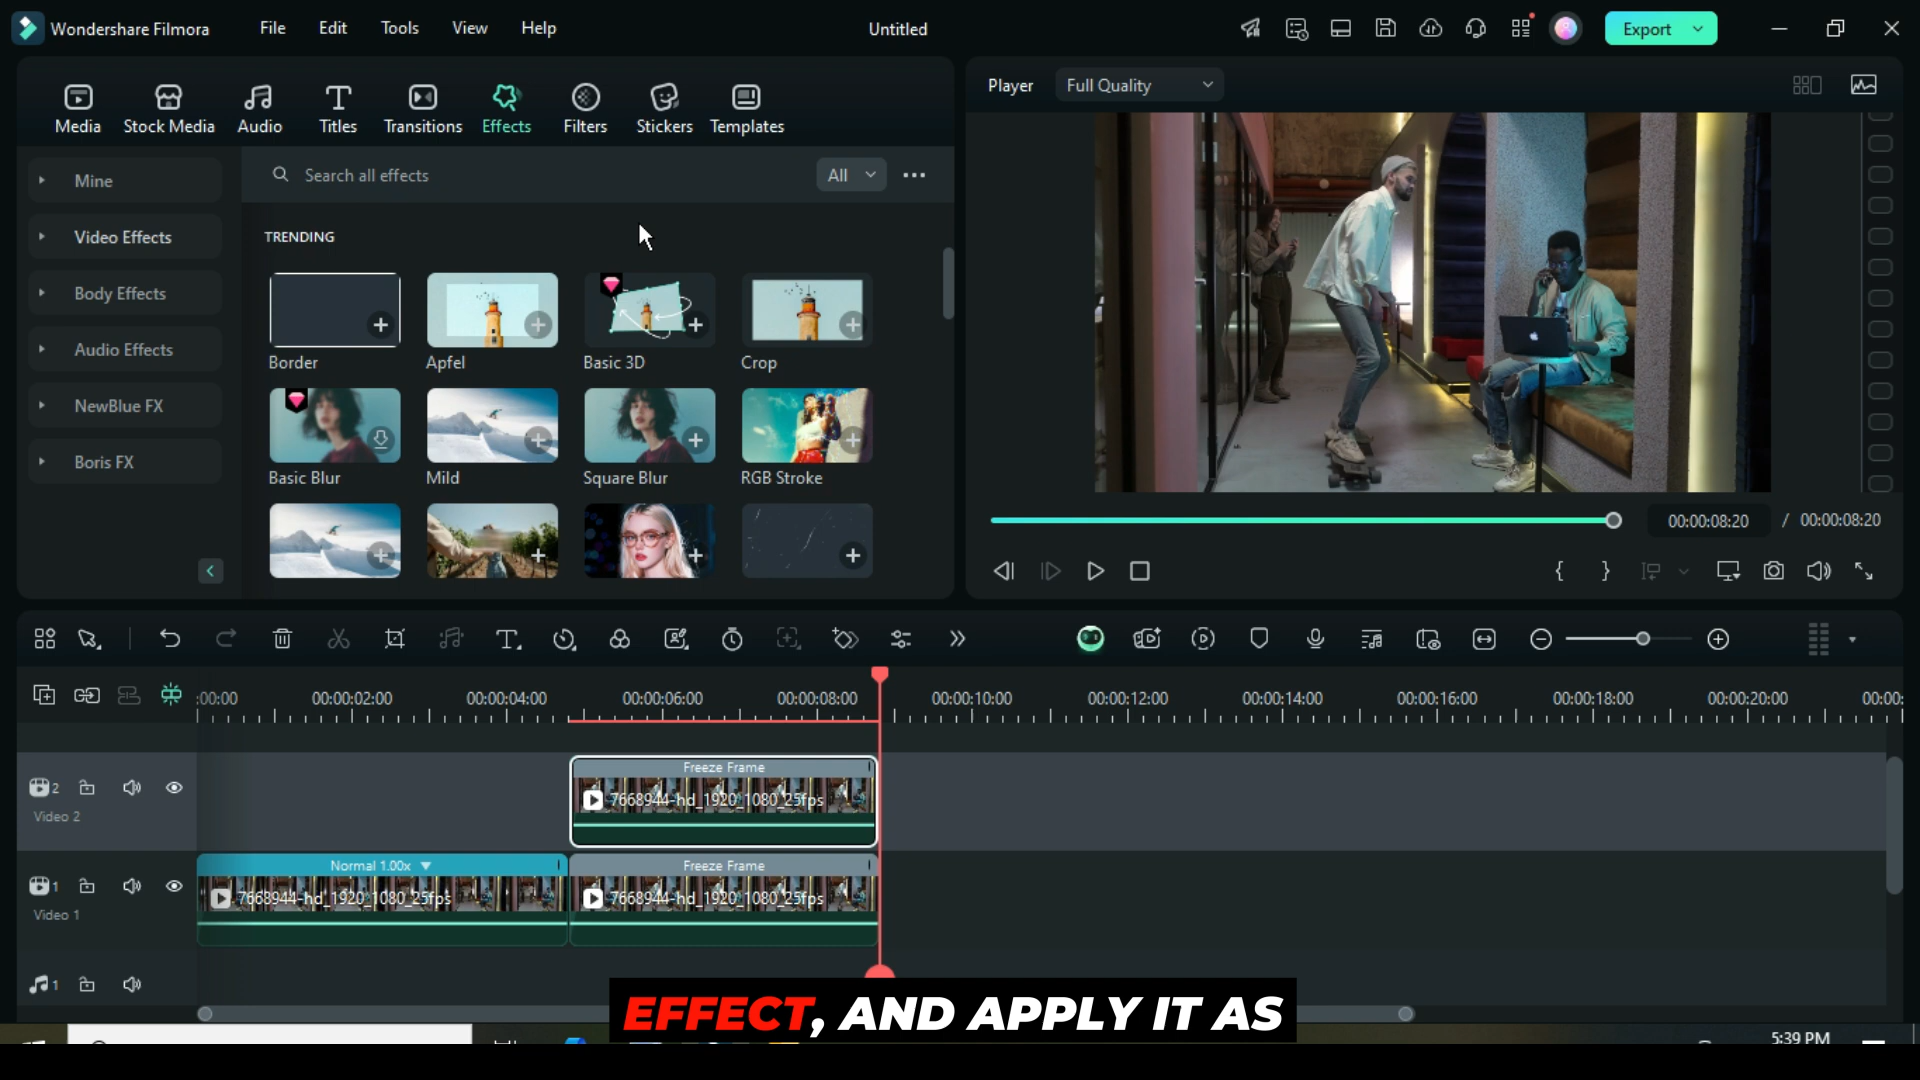 Wondershare Filmora
File
Edit
Tools
View
Help
Untitled
Export
Media
Stock Media
Audio
Titles
Transitions
Effects
Filters
Stickers
Templates
Player
Full Quality
Mine
Video Effects
Body Effects
Audio Effects
NewBlue FX
Boris FX
Search all effects
All
TRENDING
Border
Apfel
Basic 3D
Crop
Basic Blur
Mild
Square Blur
RGB Stroke
00:00:08:20 / 00:00:08:20
:00:00
00:00:02:00
00:00:04:00
00:00:06:00
00:00:08:00
00:00:10:00
00:00:12:00
00:00:14:00
00:00:16:00
00:00:18:00
00:00:20:00
00:00:
2
Video 2
Freeze Frame
7668944-hd_1920_1080_25fps
1
Video 1
Normal 1.00x
7668944-hd_1920_1080_25fps
Freeze Frame
7668944-hd_1920_1080_25fps
1
EFFECT, AND APPLY IT AS
5:39 PM